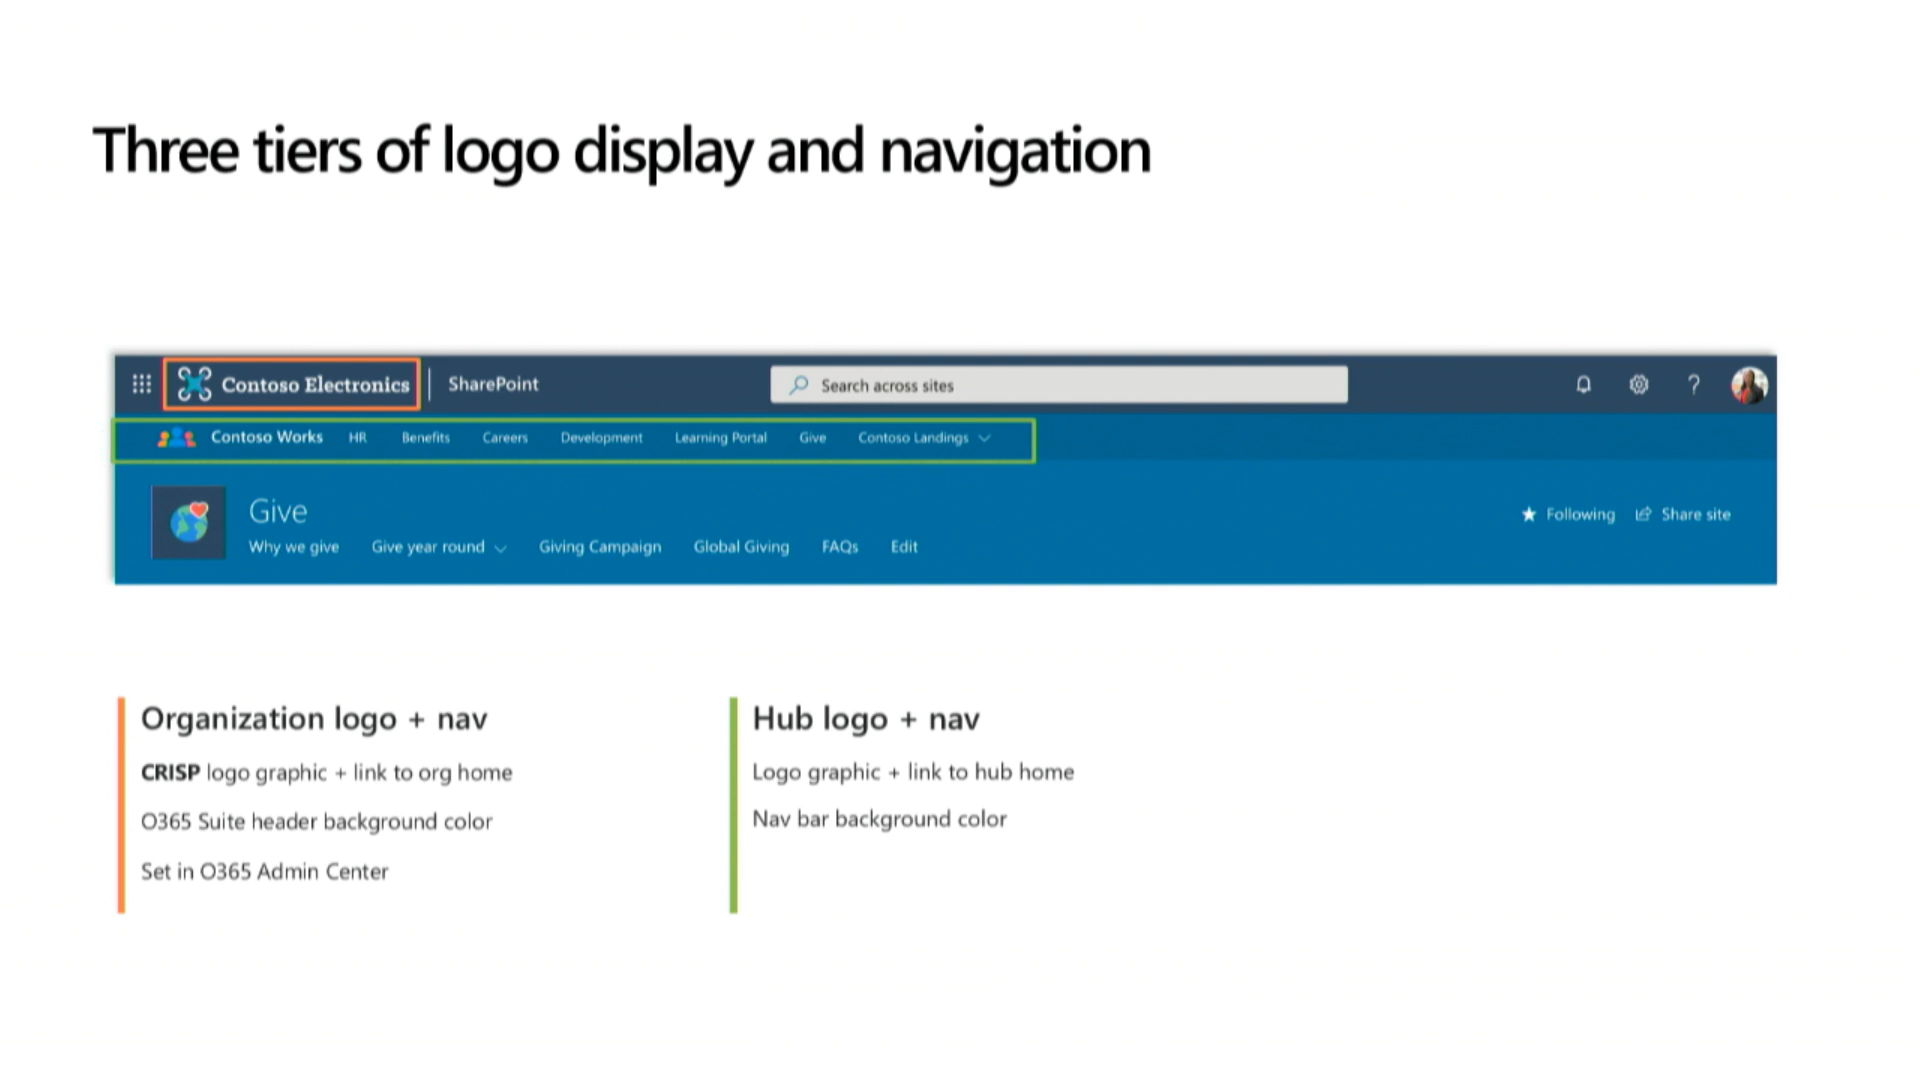 Three tiers of logo display and navigation
Contoso Electronics | SharePoint Search across sites ?
Contoso Works HR Benefits Careers Development Learning Portal Give Contoso Landings
Give
Following Share site
Why we give Give year round Giving Campaign Global Giving FAQs Edit
Organization logo + nav
CRISP logo graphic + link to org home
O365 Suite header background color
Set in O365 Admin Center
Hub logo + nav
Logo graphic + link to hub home
Nav bar background color